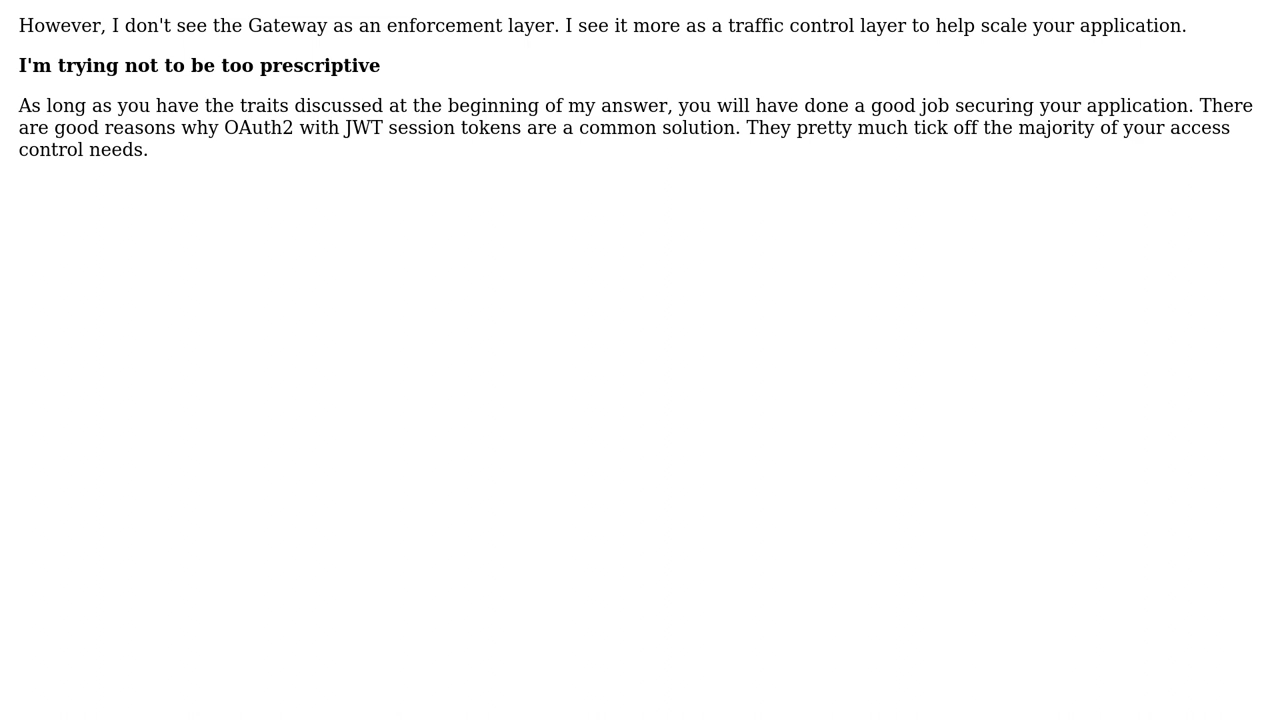 However, I don't see the Gateway as an enforcement layer. I see it more as a traffic control layer to help scale your application.
I'm trying not to be too prescriptive
As long as you have the traits discussed at the beginning of my answer, you will have done a good job securing your application. There
are good reasons why OAuth2 with JWT session tokens are a common solution. They pretty much tick off the majority of your access
control needs.